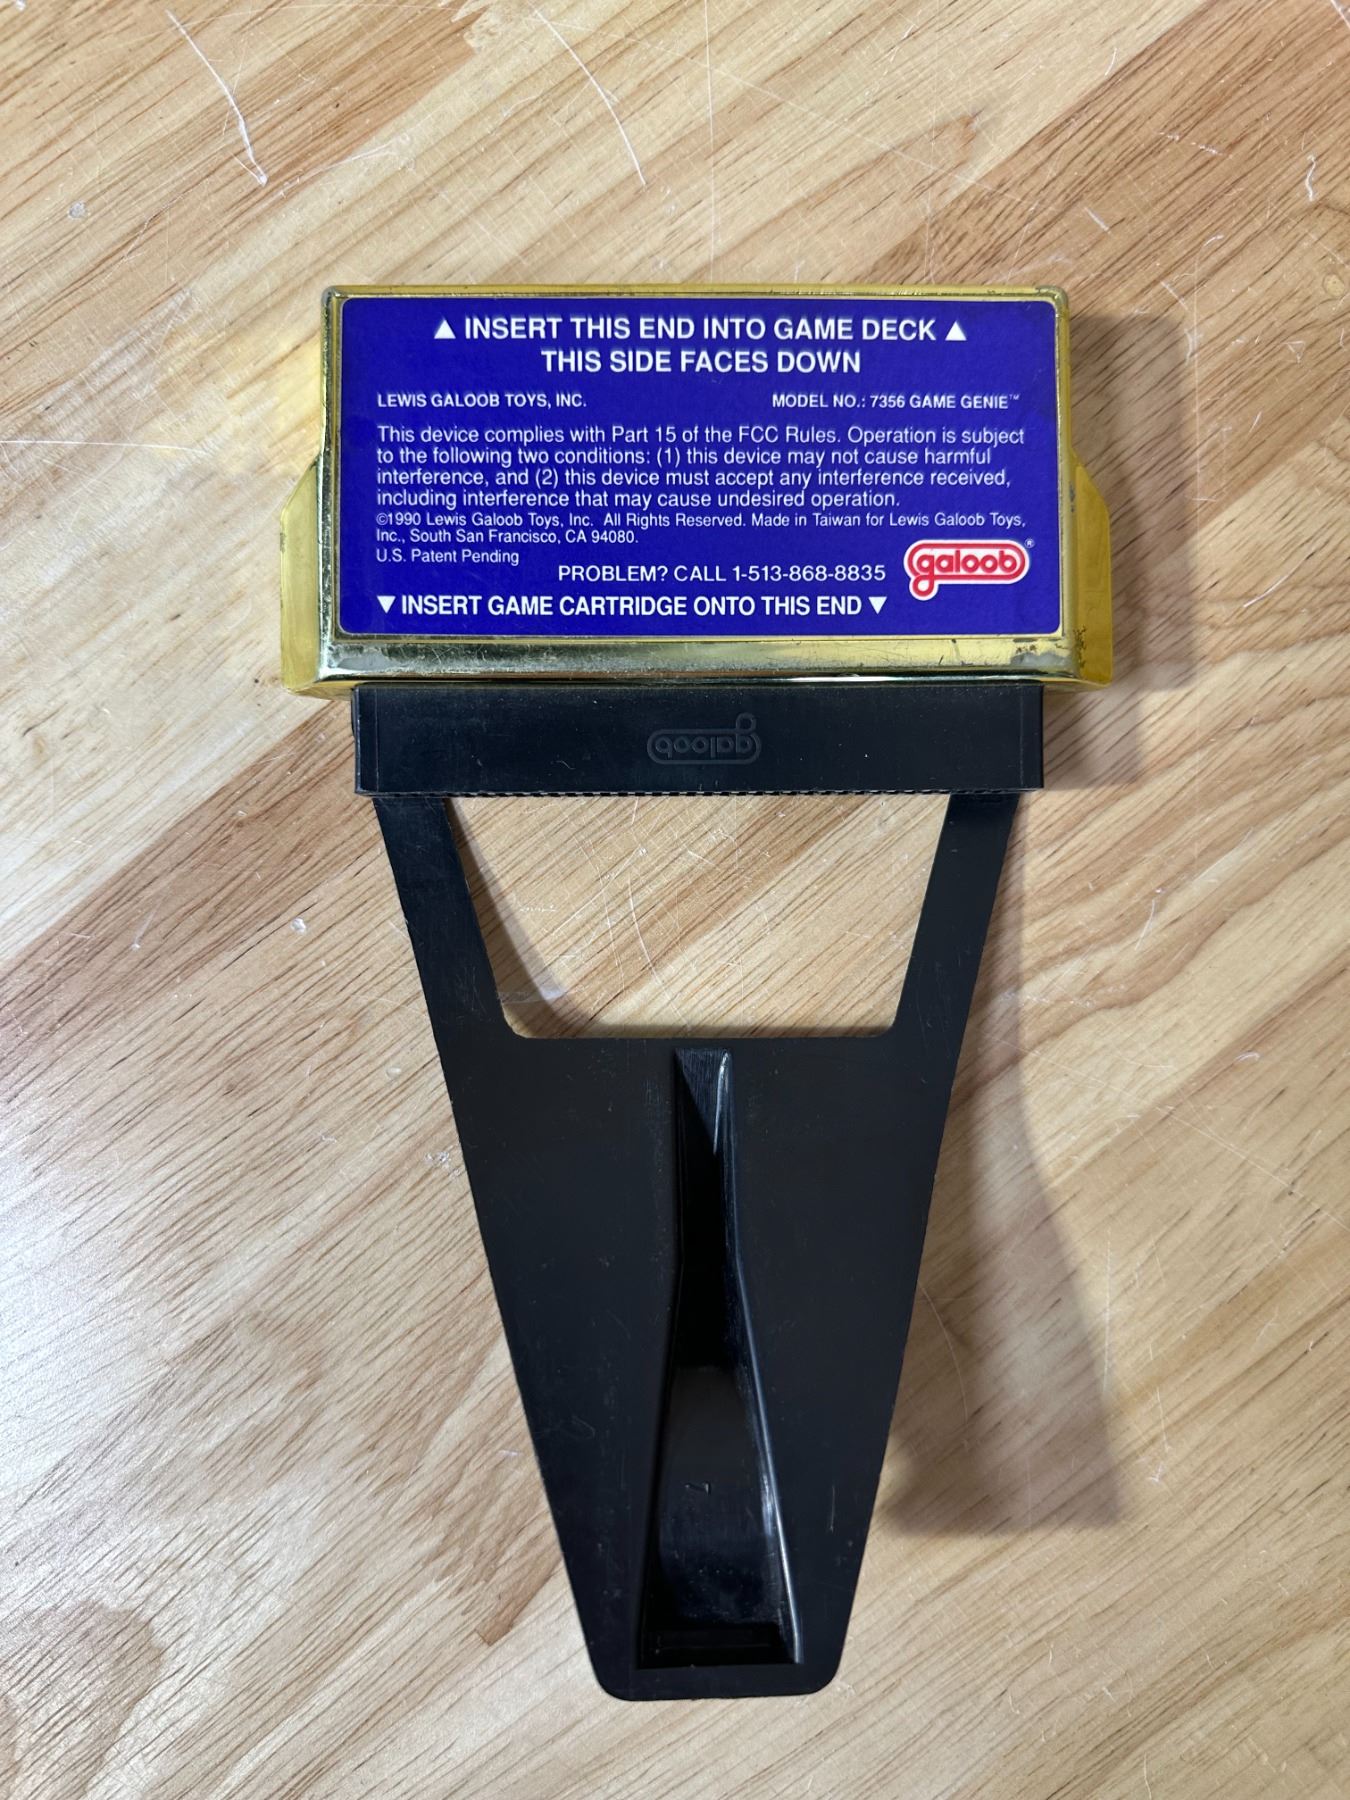 ▲ INSERT THIS END INTO GAME DECK ▲
THIS SIDE FACES DOWN
LEWIS GALOOB TOYS, INC. MODEL NO.: 7356 GAME GENIE™
This device complies with Part 15 of the FCC Rules. Operation is subject
to the following two conditions: (1) this device may not cause harmful
interference, and (2) this device must accept any interference received,
including interference that may cause undesired operation.
©1990 Lewis Galoob Toys, Inc. All Rights Reserved. Made in Taiwan for Lewis Galoob Toys,
Inc., South San Francisco, CA 94080.
U.S. Patent Pending
PROBLEM? CALL 1-513-868-8835
galoob®
▼ INSERT GAME CARTRIDGE ONTO THIS END ▼
galoob
7